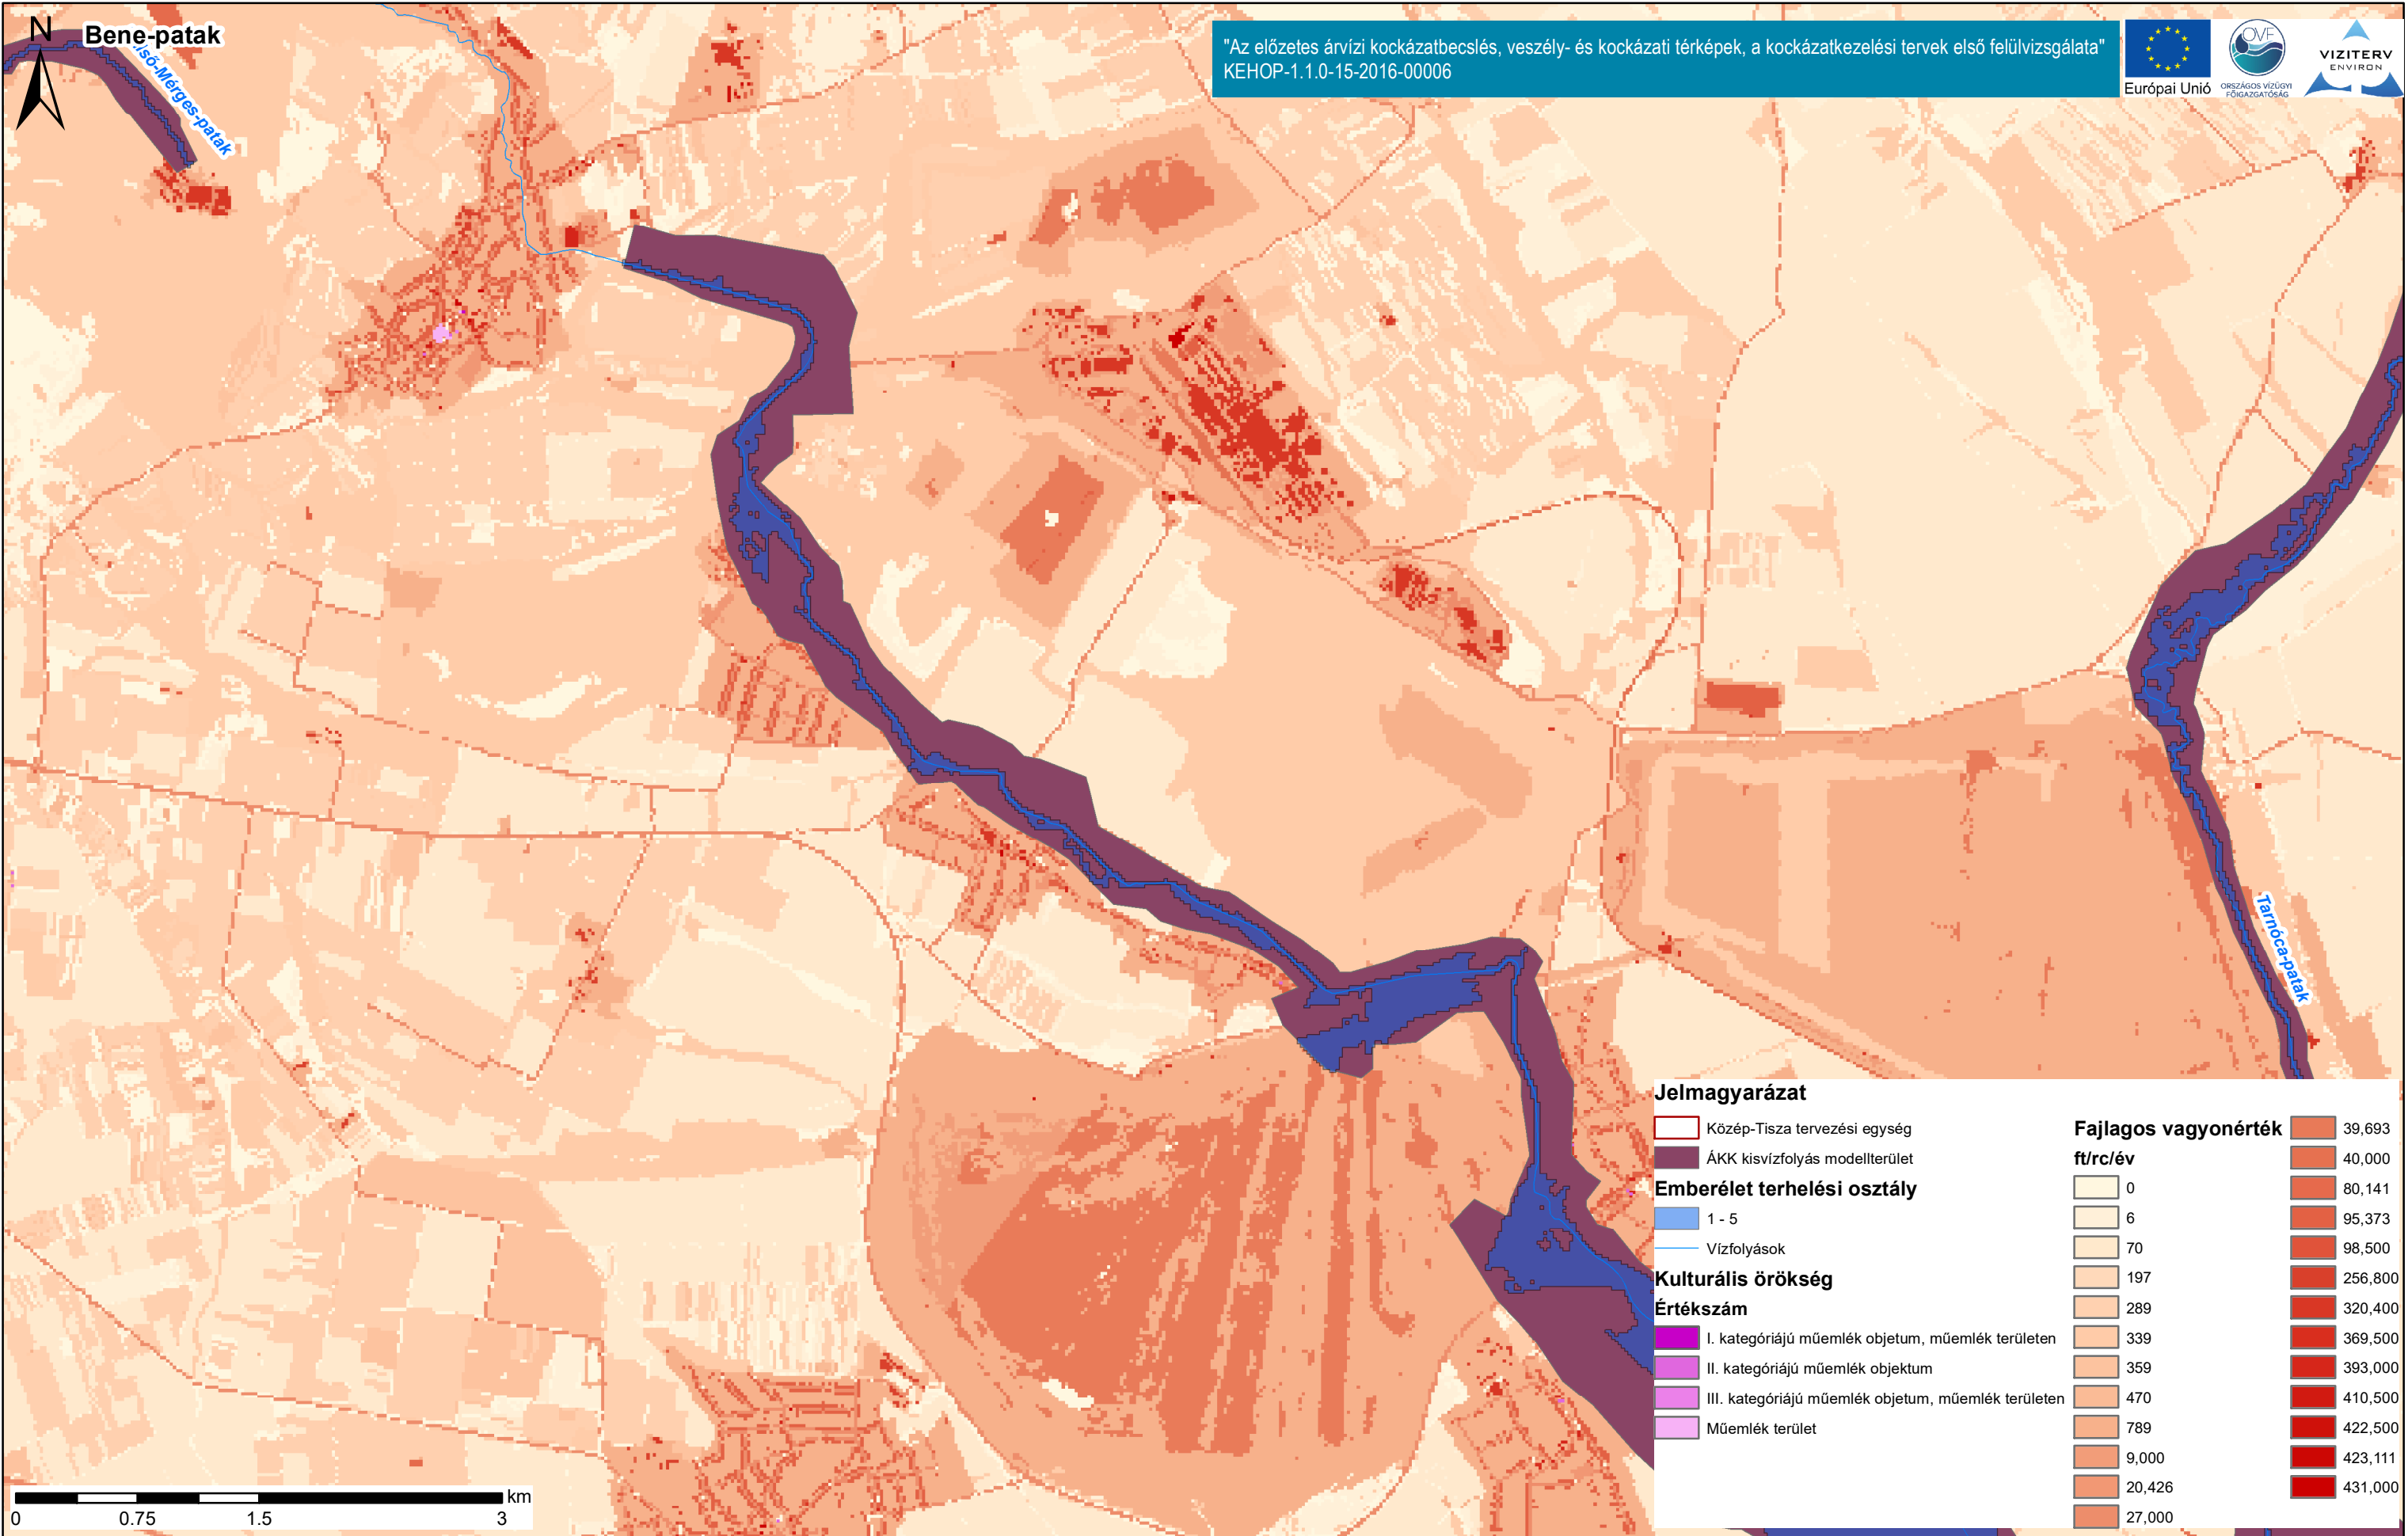 N
Bene-patak
lső-Mérges-patak
"Az előzetes árvízi kockázatbecslés, veszély- és kockázati térképek, a kockázatkezelési tervek első felülvizsgálata"
KEHOP-1.1.0-15-2016-00006
Európai Unió
OVF
ORSZÁGOS VÍZÜGYI
FŐIGAZGATÓSÁG
VIZITERV
ENVIRON
Tarnóca-patak
Jelmagyarázat
Közép-Tisza tervezési egység
ÁKK kisvízfolyás modellterület
Emberélet terhelési osztály
1 - 5
Vízfolyások
Kulturális örökség
Értékszám
I. kategóriájú műemlék objetum, műemlék területen
II. kategóriájú műemlék objektum
III. kategóriájú műemlék objetum, műemlék területen
Műemlék terület
Fajlagos vagyonérték
ft/rc/év
0
6
70
197
289
339
359
470
789
9,000
20,426
27,000
39,693
40,000
80,141
95,373
98,500
256,800
320,400
369,500
393,000
410,500
422,500
423,111
431,000
km
0 0.75 1.5 3